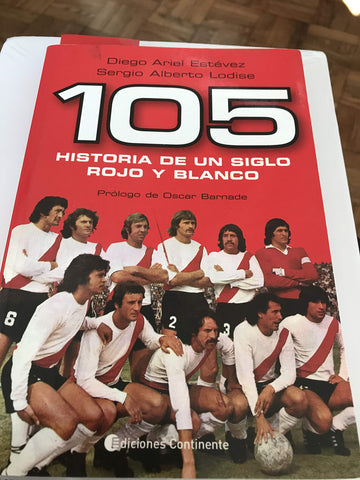 Diego Ariel Estévez
Sergio Alberto Lodise
105
HISTORIA DE UN SIGLO
ROJO Y BLANCO
Prólogo de Oscar Barnade
6
2
3
Ediciones Continente